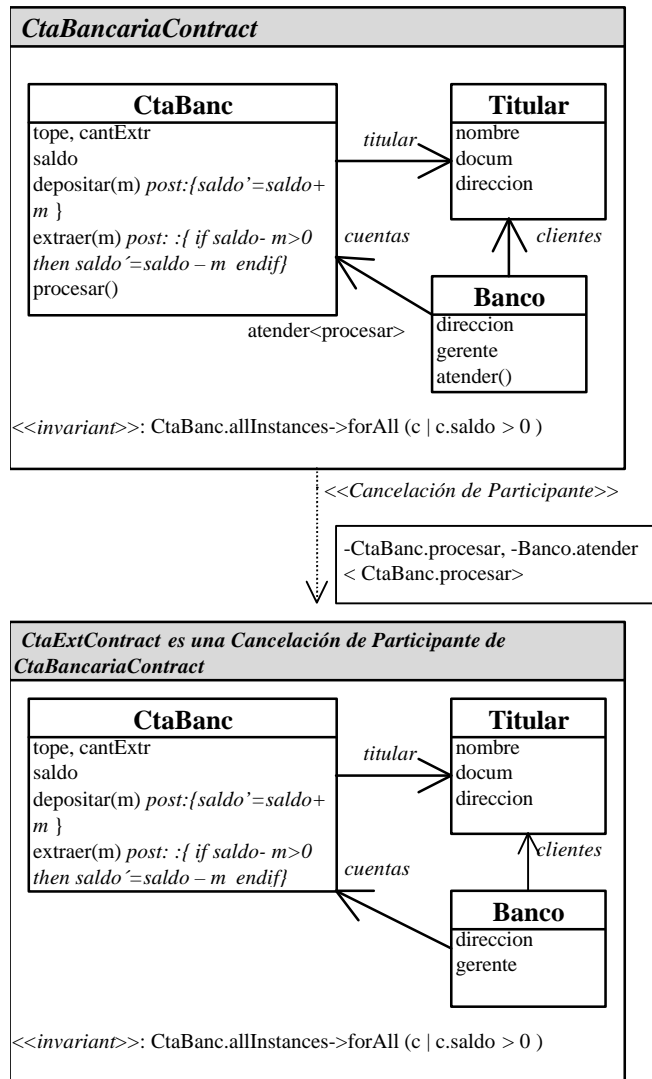 CtaBancariaContract
CtaBanc
tope, cantExtr
saldo
depositar(m) post:{saldo’=saldo+
m }
extraer(m) post: :{ if saldo- m>0
then saldo´=saldo – m endif}
procesar()
titular
Titular
nombre
docum
direccion
cuentas
clientes
Banco
direccion
gerente
atender()
atender<procesar>
<<invariant>>: CtaBanc.allInstances->forAll (c | c.saldo > 0 )
<<Cancelación de Participante>>
-CtaBanc.procesar, -Banco.atender
< CtaBanc.procesar>
CtaExtContract es una Cancelación de Participante de
CtaBancariaContract
CtaBanc
tope, cantExtr
saldo
depositar(m) post:{saldo’=saldo+
m }
extraer(m) post: :{ if saldo- m>0
then saldo´=saldo – m endif}
titular
Titular
nombre
docum
direccion
cuentas
clientes
Banco
direccion
gerente
<<invariant>>: CtaBanc.allInstances->forAll (c | c.saldo > 0 )